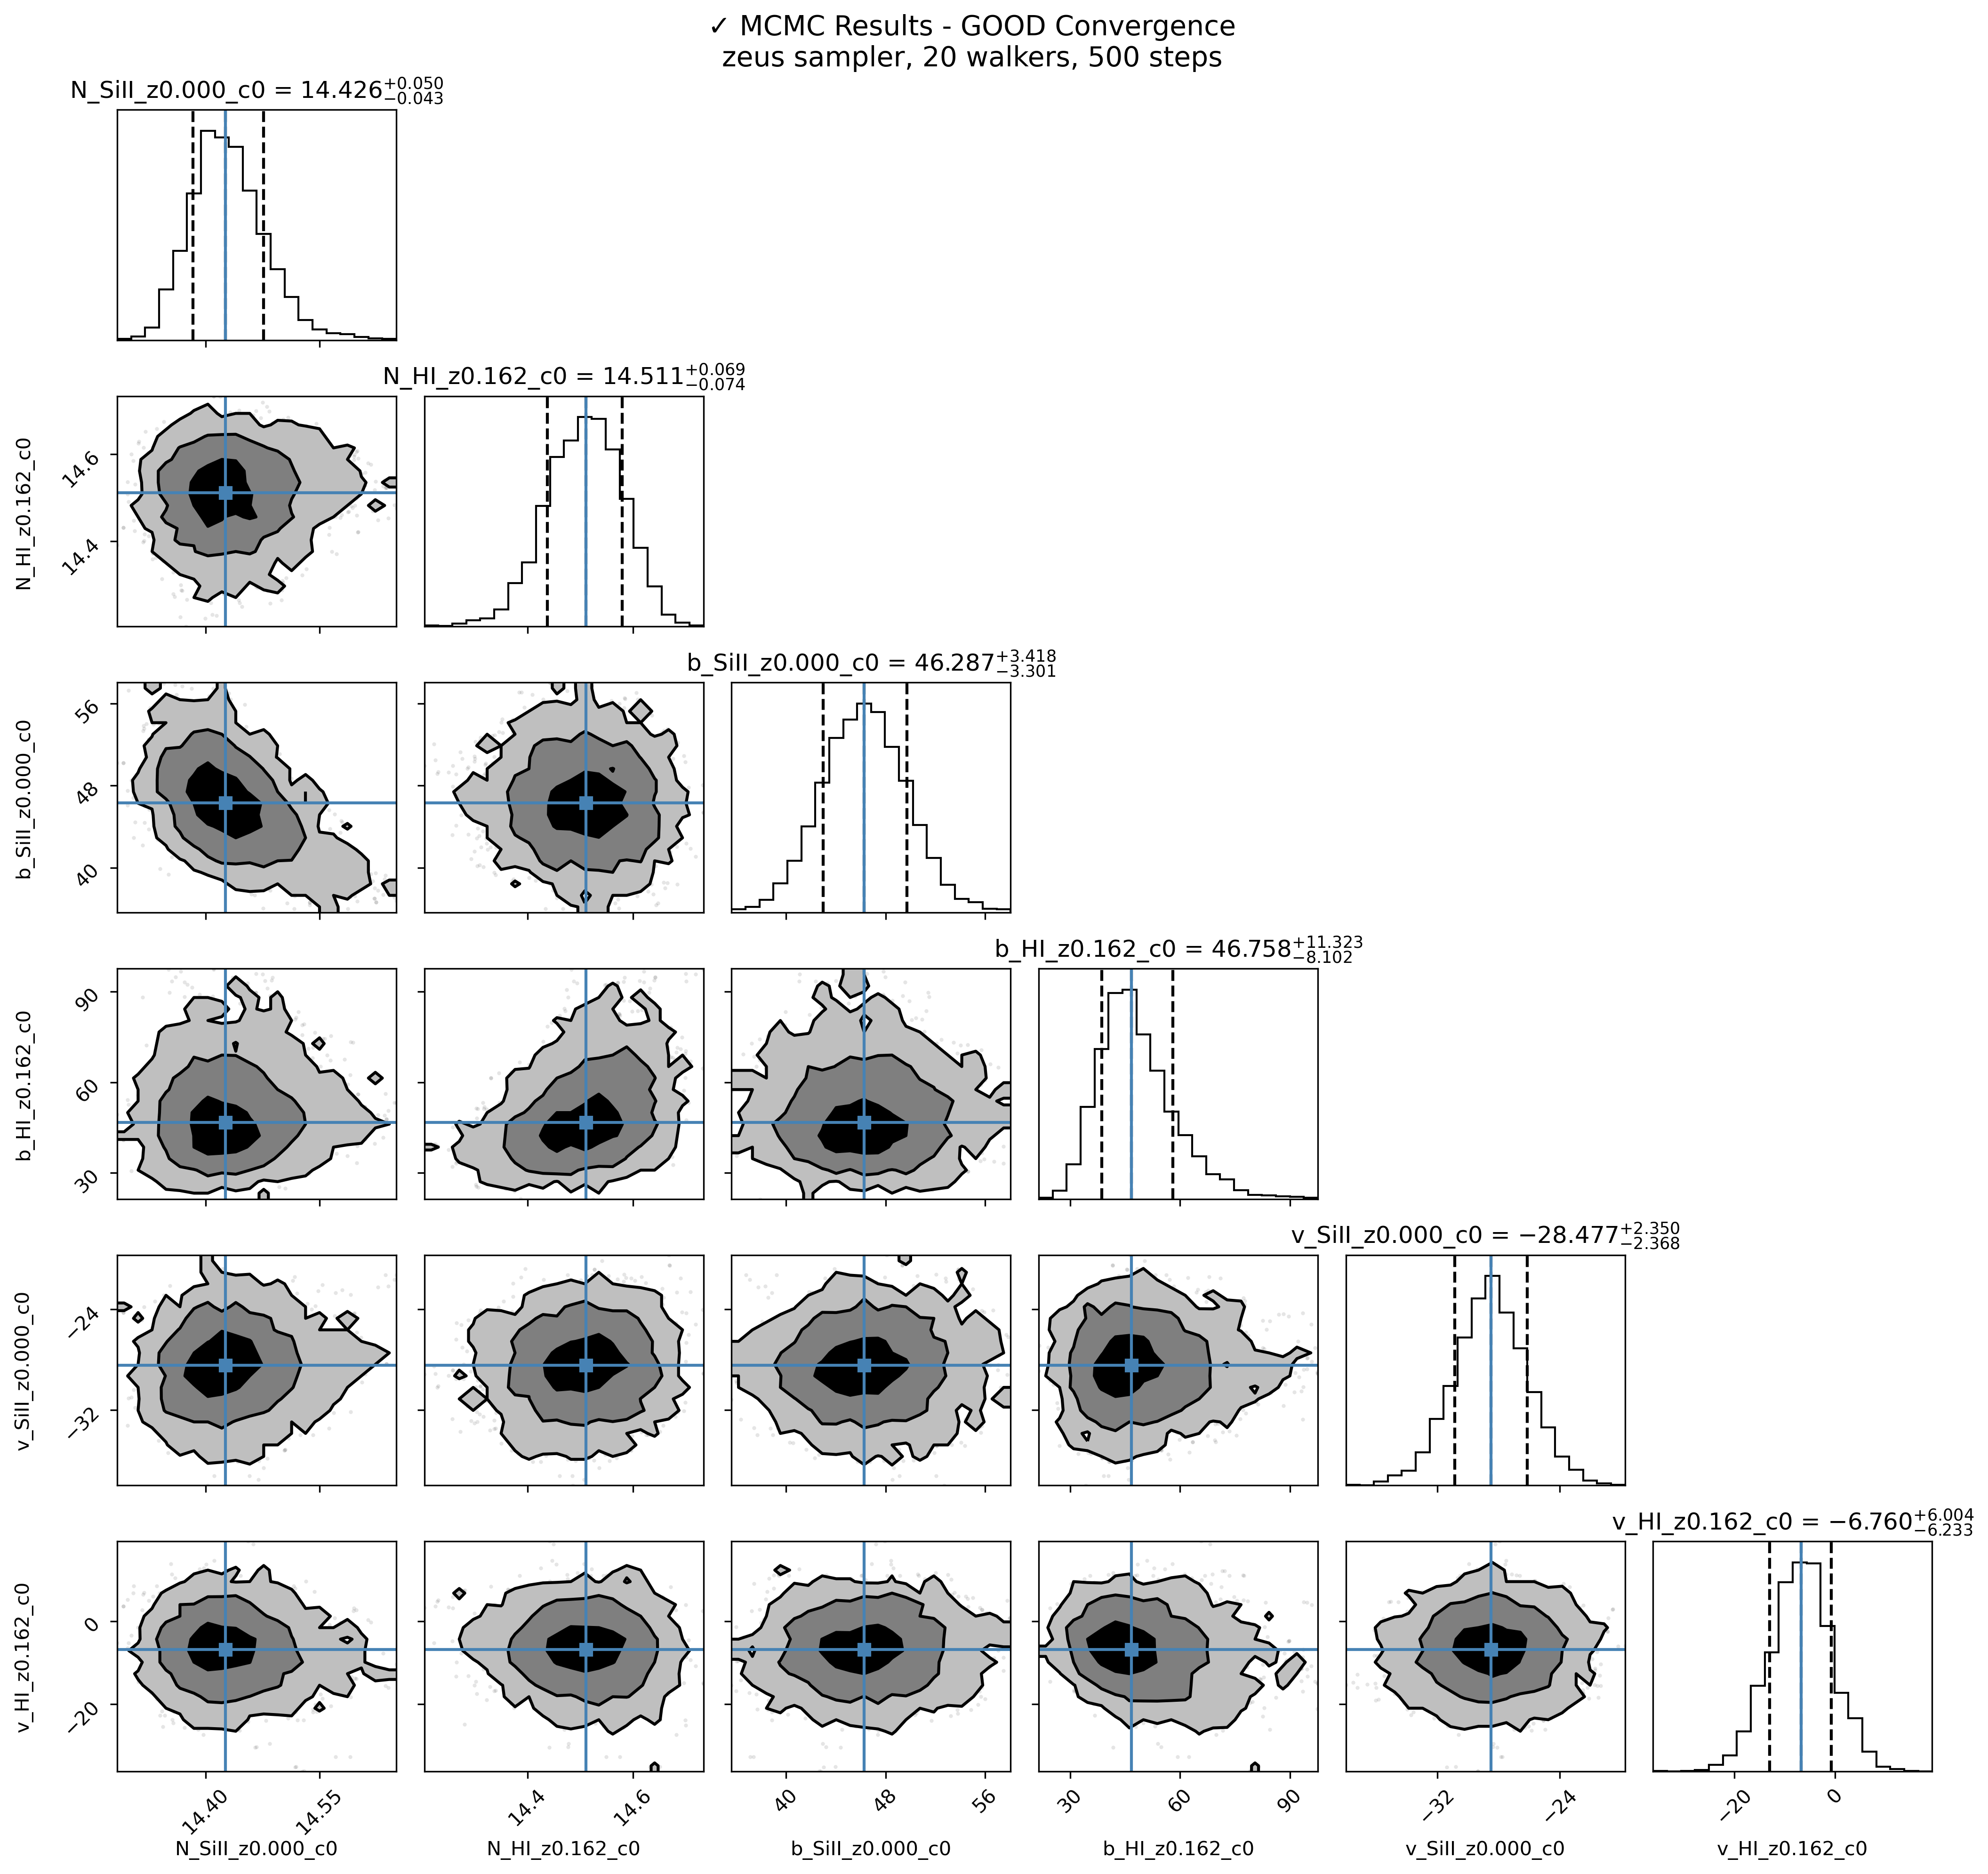 ✓ MCMC Results - GOOD Convergence
zeus sampler, 20 walkers, 500 steps
N_SiII_z0.000_c0 = 14.426 +0.050 −0.043
N_HI_z0.162_c0 = 14.511 +0.069 −0.074
N_HI_z0.162_c0
14.6
14.4
b_SiII_z0.000_c0 = 46.287 +3.418 −3.301
b_SiII_z0.000_c0
56
48
40
b_HI_z0.162_c0 = 46.758 +11.323 −8.102
b_HI_z0.162_c0
90
60
30
v_SiII_z0.000_c0 = −28.477 +2.350 −2.368
v_SiII_z0.000_c0
−24
−32
v_HI_z0.162_c0 = −6.760 +6.004 −6.233
v_HI_z0.162_c0
0
−20
14.40 14.55 14.4 14.6 40 48 56 30 60 90 −32 −24 −20 0
N_SiII_z0.000_c0 N_HI_z0.162_c0 b_SiII_z0.000_c0 b_HI_z0.162_c0 v_SiII_z0.000_c0 v_HI_z0.162_c0